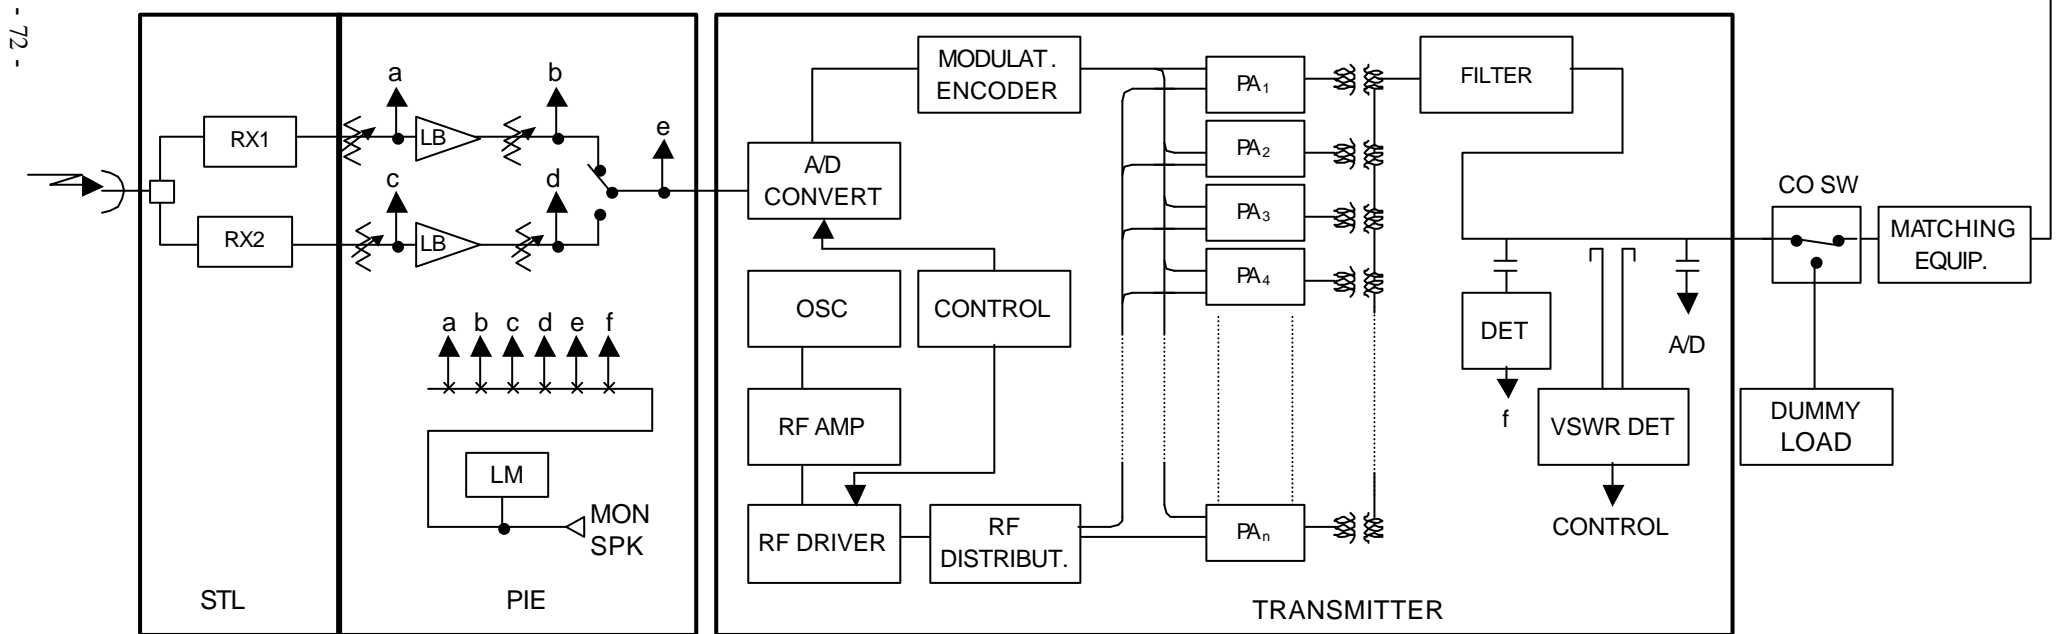 - 72 -
RX1
RX2
STL
a
b
LB
c
d
LB
e
a b c d e f
LM
MON
SPK
PIE
MODULAT.
ENCODER
A/D
CONVERT
OSC
CONTROL
RF AMP
RF DRIVER
RF
DISTRIBUT.
PA1
PA2
PA3
PA4
PAn
FILTER
DET
f
VSWR DET
CONTROL
A/D
TRANSMITTER
CO SW
MATCHING
EQUIP.
DUMMY
LOAD